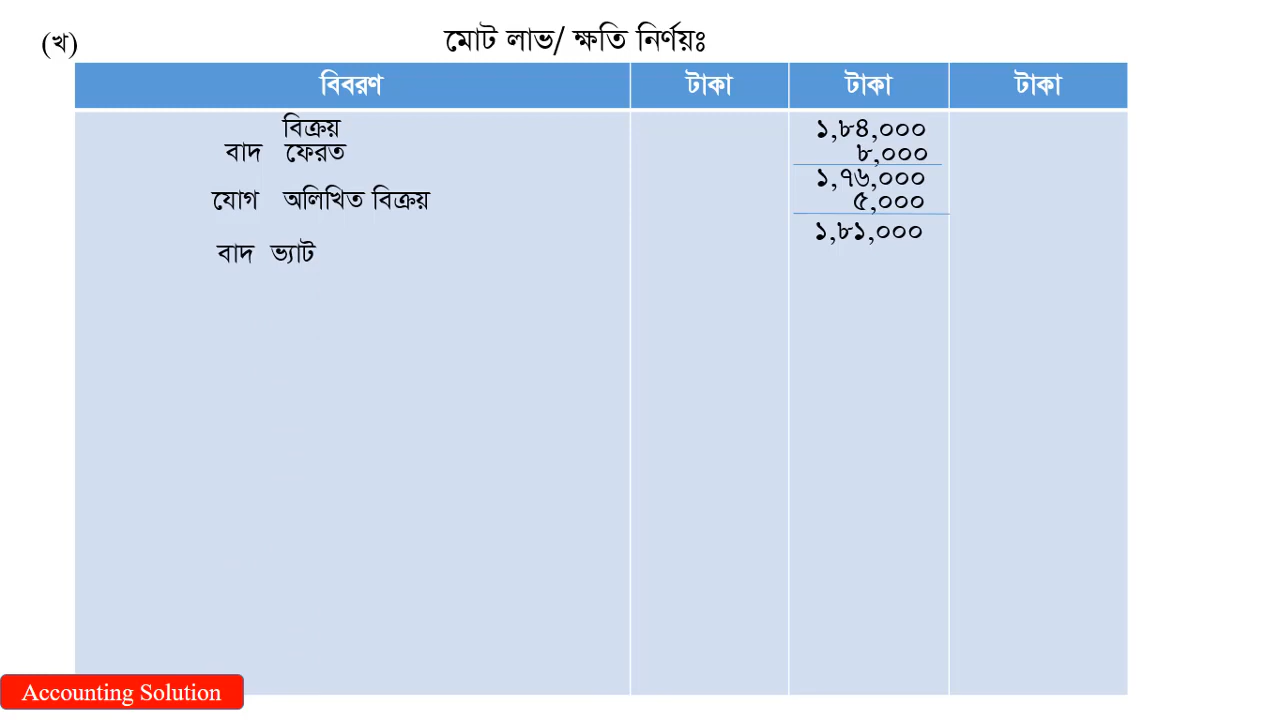 (খ) মোট লাভ/ ক্ষতি নির্ণয়ঃ
বিবরণ টাকা টাকা টাকা
বিক্রয় ১,৮৪,০০০
বাদ ফেরত ৮,০০০
১,৭৬,০০০
যোগ অলিখিত বিক্রয় ৫,০০০
১,৮১,০০০
বাদ ভ্যাট
Accounting Solution